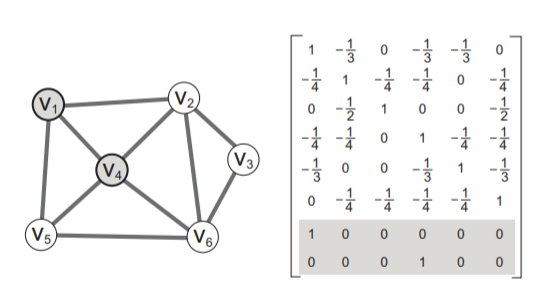 V1 V2
V3
V4
V5 V6
1 -1/3 0 -1/3 -1/3 0
-1/4 1 -1/4 -1/4 0 -1/4
0 -1/2 1 0 0 -1/2
-1/4 -1/4 0 1 -1/4 -1/4
-1/3 0 0 -1/3 1 -1/3
0 -1/4 -1/4 -1/4 -1/4 1
1 0 0 0 0 0
0 0 0 1 0 0